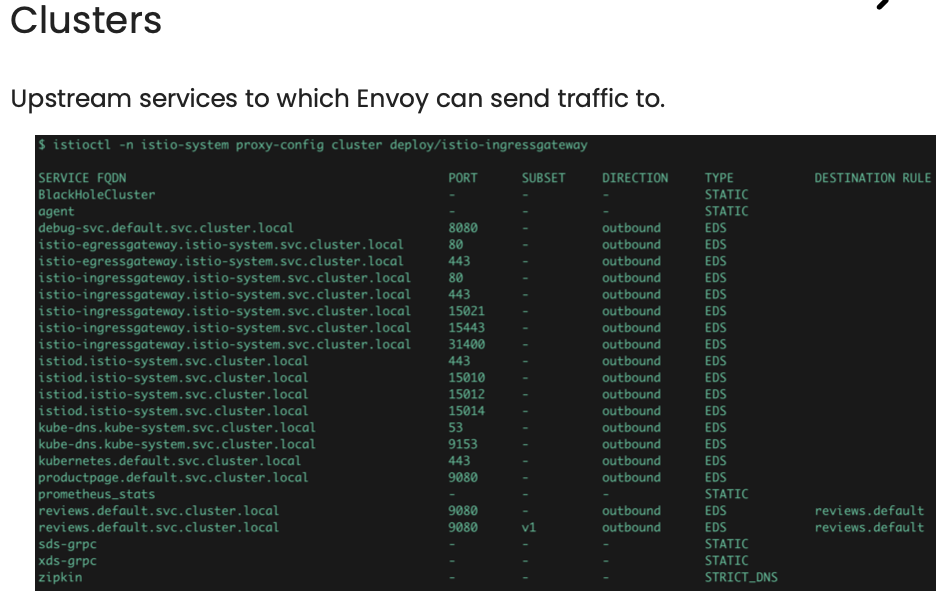 Clusters
Upstream services to which Envoy can send traffic to.
$ istioctl -n istio-system proxy-config cluster deploy/istio-ingressgateway
SERVICE FQDN PORT SUBSET DIRECTION TYPE DESTINATION RULE
BlackHoleCluster - - - STATIC
agent - - - STATIC
debug-svc.default.svc.cluster.local 8080 - outbound EDS
istio-egressgateway.istio-system.svc.cluster.local 80 - outbound EDS
istio-egressgateway.istio-system.svc.cluster.local 443 - outbound EDS
istio-ingressgateway.istio-system.svc.cluster.local 80 - outbound EDS
istio-ingressgateway.istio-system.svc.cluster.local 443 - outbound EDS
istio-ingressgateway.istio-system.svc.cluster.local 15021 - outbound EDS
istio-ingressgateway.istio-system.svc.cluster.local 15443 - outbound EDS
istio-ingressgateway.istio-system.svc.cluster.local 31400 - outbound EDS
istiod.istio-system.svc.cluster.local 443 - outbound EDS
istiod.istio-system.svc.cluster.local 15010 - outbound EDS
istiod.istio-system.svc.cluster.local 15012 - outbound EDS
istiod.istio-system.svc.cluster.local 15014 - outbound EDS
kube-dns.kube-system.svc.cluster.local 53 - outbound EDS
kube-dns.kube-system.svc.cluster.local 9153 - outbound EDS
kubernetes.default.svc.cluster.local 443 - outbound EDS
productpage.default.svc.cluster.local 9080 - outbound EDS
prometheus_stats - - - STATIC
reviews.default.svc.cluster.local 9080 - outbound EDS reviews.default
reviews.default.svc.cluster.local 9080 v1 outbound EDS reviews.default
sds-grpc - - - STATIC
xds-grpc - - - STATIC
zipkin - - - STRICT_DNS